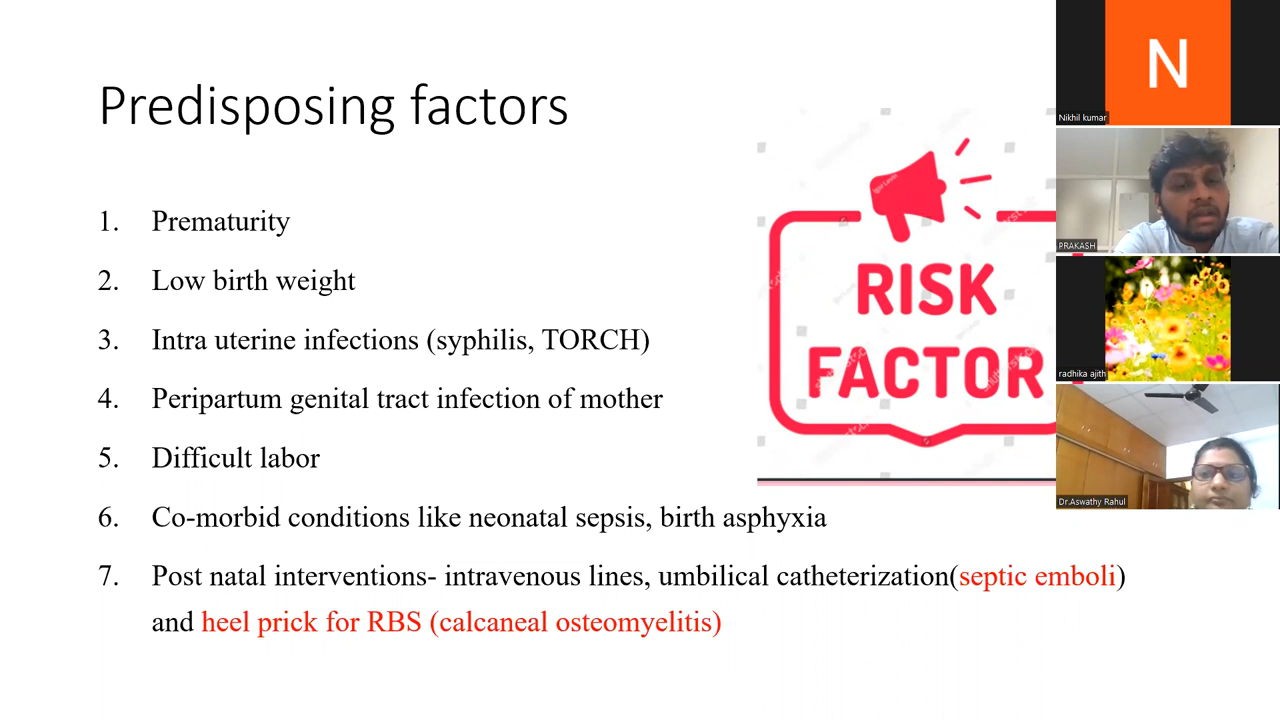 Predisposing factors
1. Prematurity
2. Low birth weight
3. Intra uterine infections (syphilis, TORCH)
4. Peripartum genital tract infection of mother
5. Difficult labor
6. Co-morbid conditions like neonatal sepsis, birth asphyxia
7. Post natal interventions- intravenous lines, umbilical catheterization(septic emboli)
and heel prick for RBS (calcaneal osteomyelitis)
RISK
FACTOR
N
Nikhil kumar
PRAKASH
radhika ajith
Dr.Aswathy Rahul